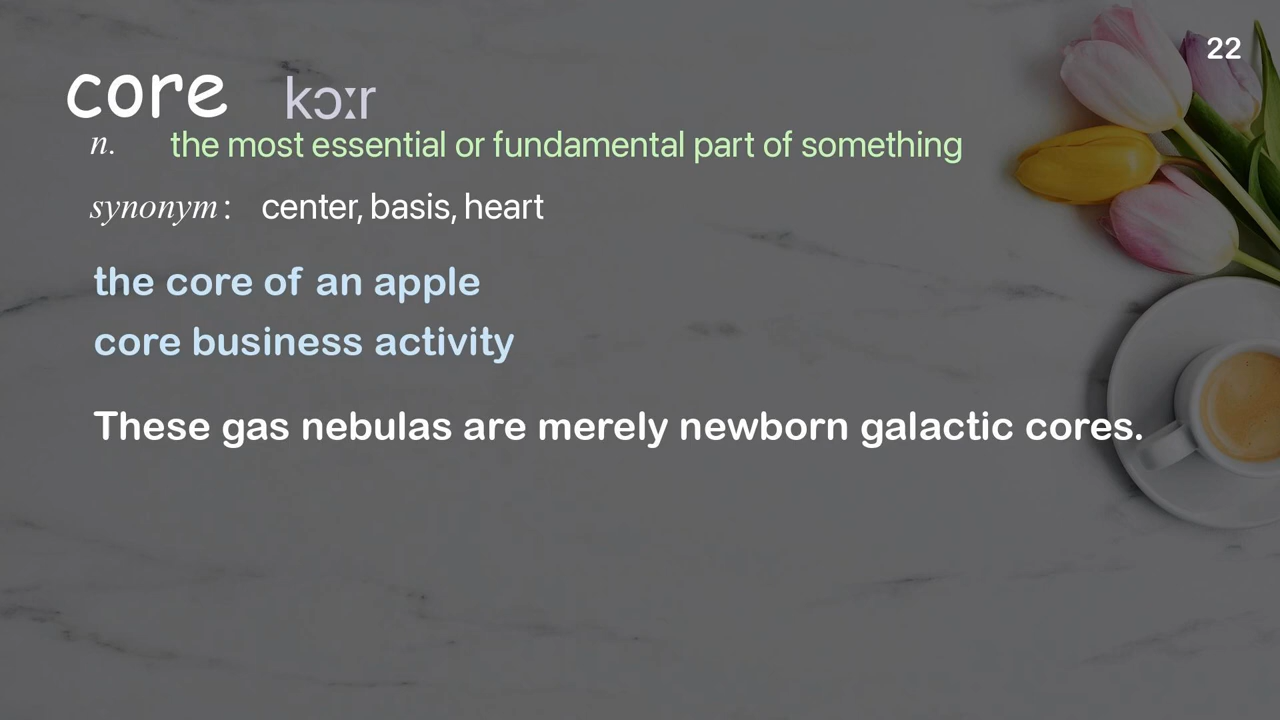 22
core kɔːr
n. the most essential or fundamental part of something
synonym: center, basis, heart
the core of an apple
core business activity
These gas nebulas are merely newborn galactic cores.